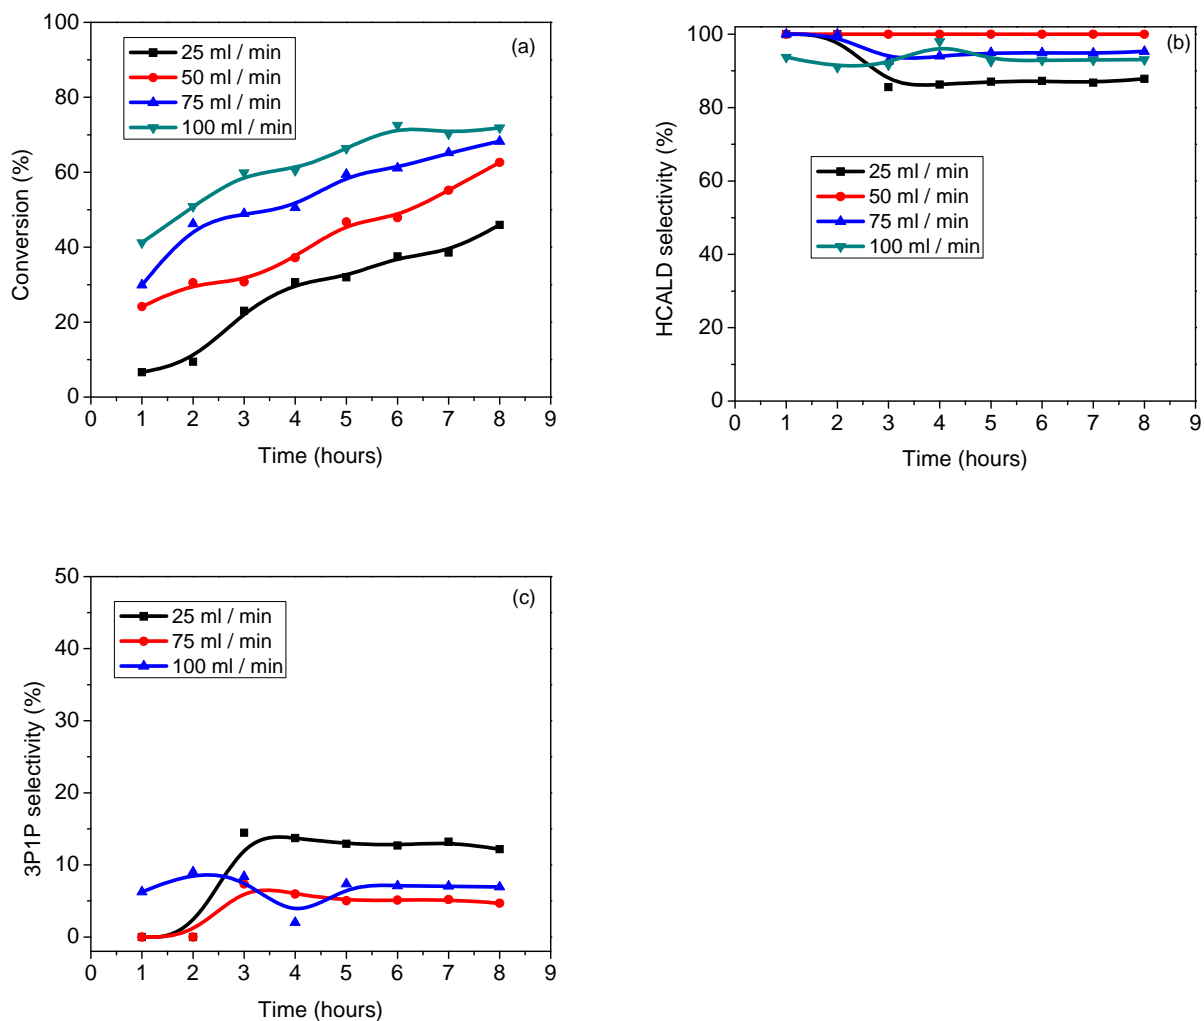 (a)
25 ml / min
50 ml / min
75 ml / min
100 ml / min
Conversion (%)
100
80
60
40
20
0
0 1 2 3 4 5 6 7 8 9
Time (hours)
(b)
25 ml / min
50 ml / min
75 ml / min
100 ml / min
HCALD selectivity (%)
100
80
60
40
20
0
0 1 2 3 4 5 6 7 8 9
Time (hours)
(c)
25 ml / min
75 ml / min
100 ml / min
3P1P selectivity (%)
50
40
30
20
10
0
0 1 2 3 4 5 6 7 8 9
Time (hours)